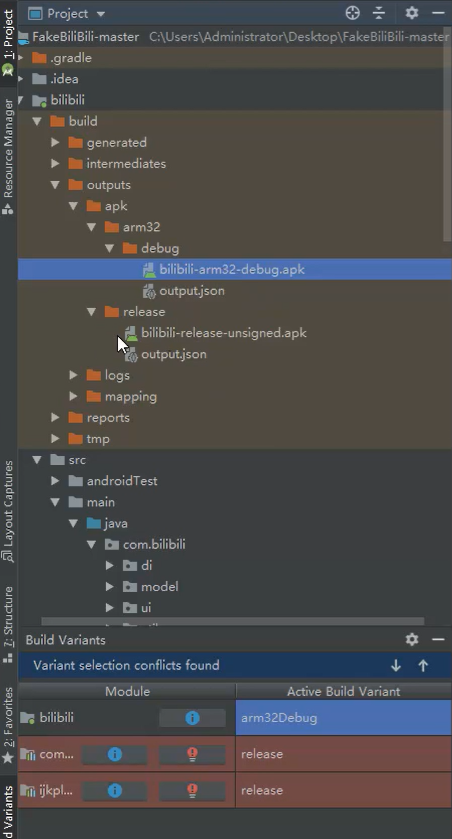 Project
FakeBiliBili-master C:\Users\Administrator\Desktop\FakeBiliBili-master
.gradle
.idea
bilibili
build
generated
intermediates
outputs
apk
arm32
debug
bilibili-arm32-debug.apk
output.json
release
bilibili-release-unsigned.apk
output.json
logs
mapping
reports
tmp
src
androidTest
main
java
com.bilibili
di
model
ui
Build Variants
Variant selection conflicts found
Module Active Build Variant
bilibili arm32Debug
com... release
ijkpl... release
1: Project
Resource Manager
Layout Captures
Z: Structure
2: Favorites
d Variants